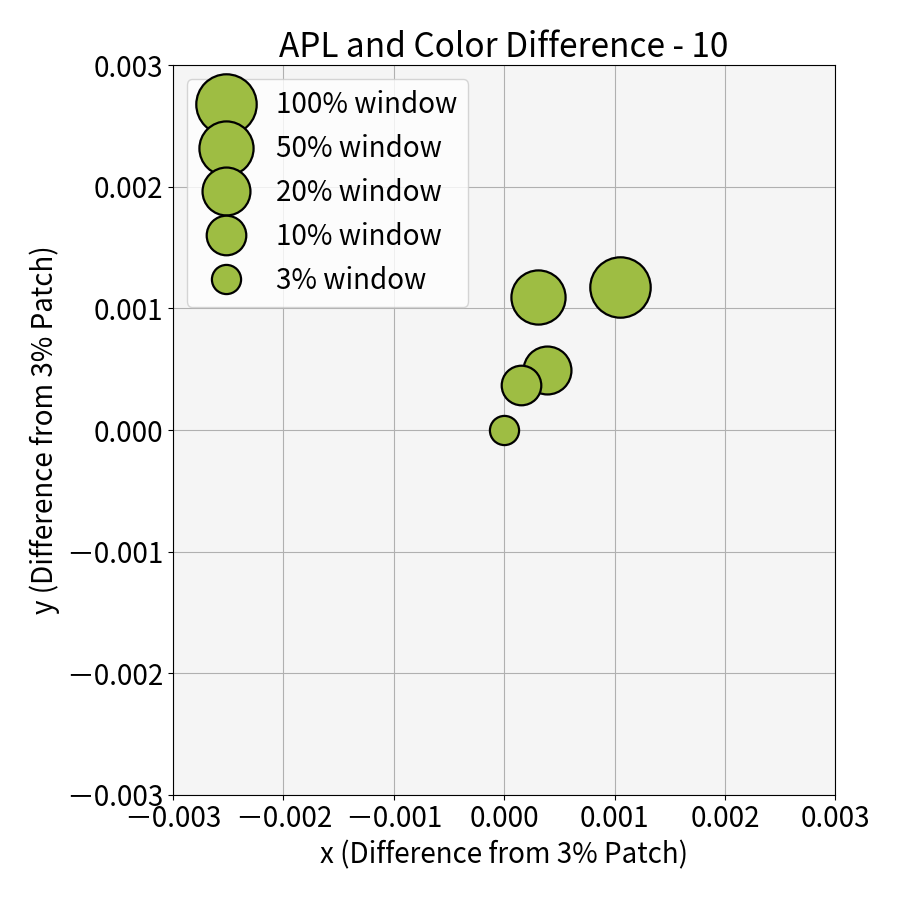 APL and Color Difference - 10
0.003
0.002
0.001
0.000
−0.001
−0.002
−0.003
y (Difference from 3% Patch)
100% window
50% window
20% window
10% window
3% window
−0.003 −0.002 −0.001 0.000 0.001 0.002 0.003
x (Difference from 3% Patch)